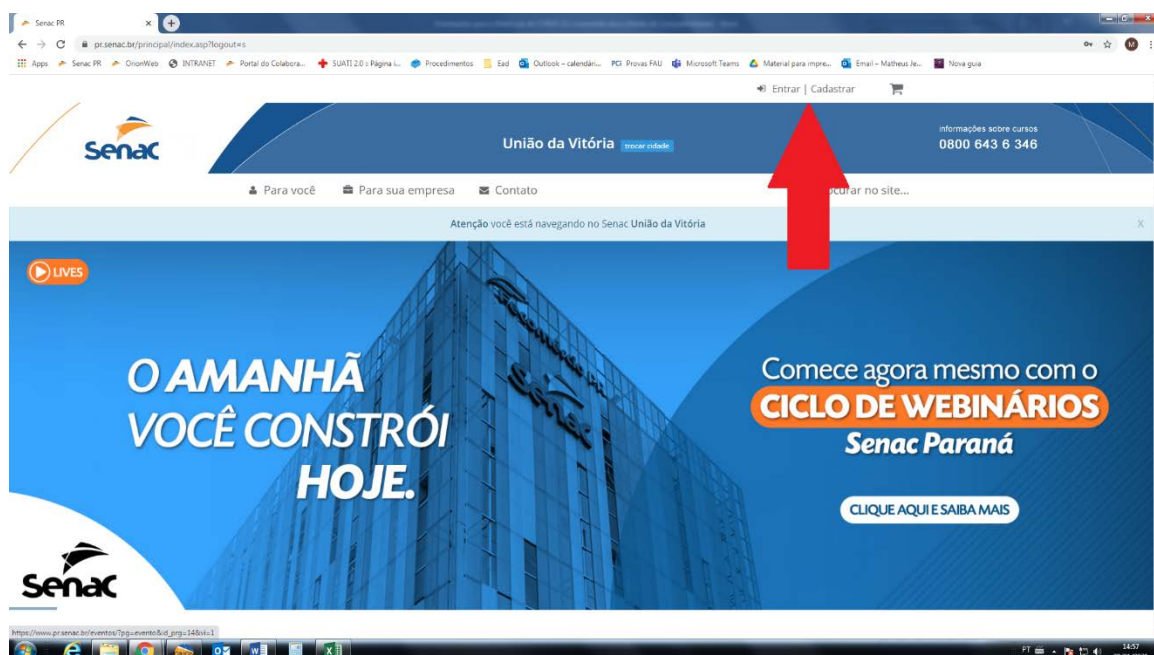 Senac PR
pr.senac.br/principal/index.asp?logout=s
M
Apps Senac PR OrionWeb INTRANET Portal do Colabora... SUATI 2.0 :: Página i... Procedimentos Ead Outlook – calendári... PCI Provas FAU Microsoft Teams Material para impre... Email – Matheus Je... Nova guia
Entrar | Cadastrar
Senac
União da Vitória trocar cidade
informações sobre cursos
0800 643 6 346
Para você Para sua empresa Contato
no site...
Atenção você está navegando no Senac União da Vitória X
LIVES
Fecomércio PR
Senac
O AMANHÃ
VOCÊ CONSTRÓI
HOJE.
Comece agora mesmo com o
CICLO DE WEBINÁRIOS
Senac Paraná
CLIQUE AQUI E SAIBA MAIS
Senac
https://www.pr.senac.br/eventos/?pg=evento&id_prg=14&vi=1
PT 14:57